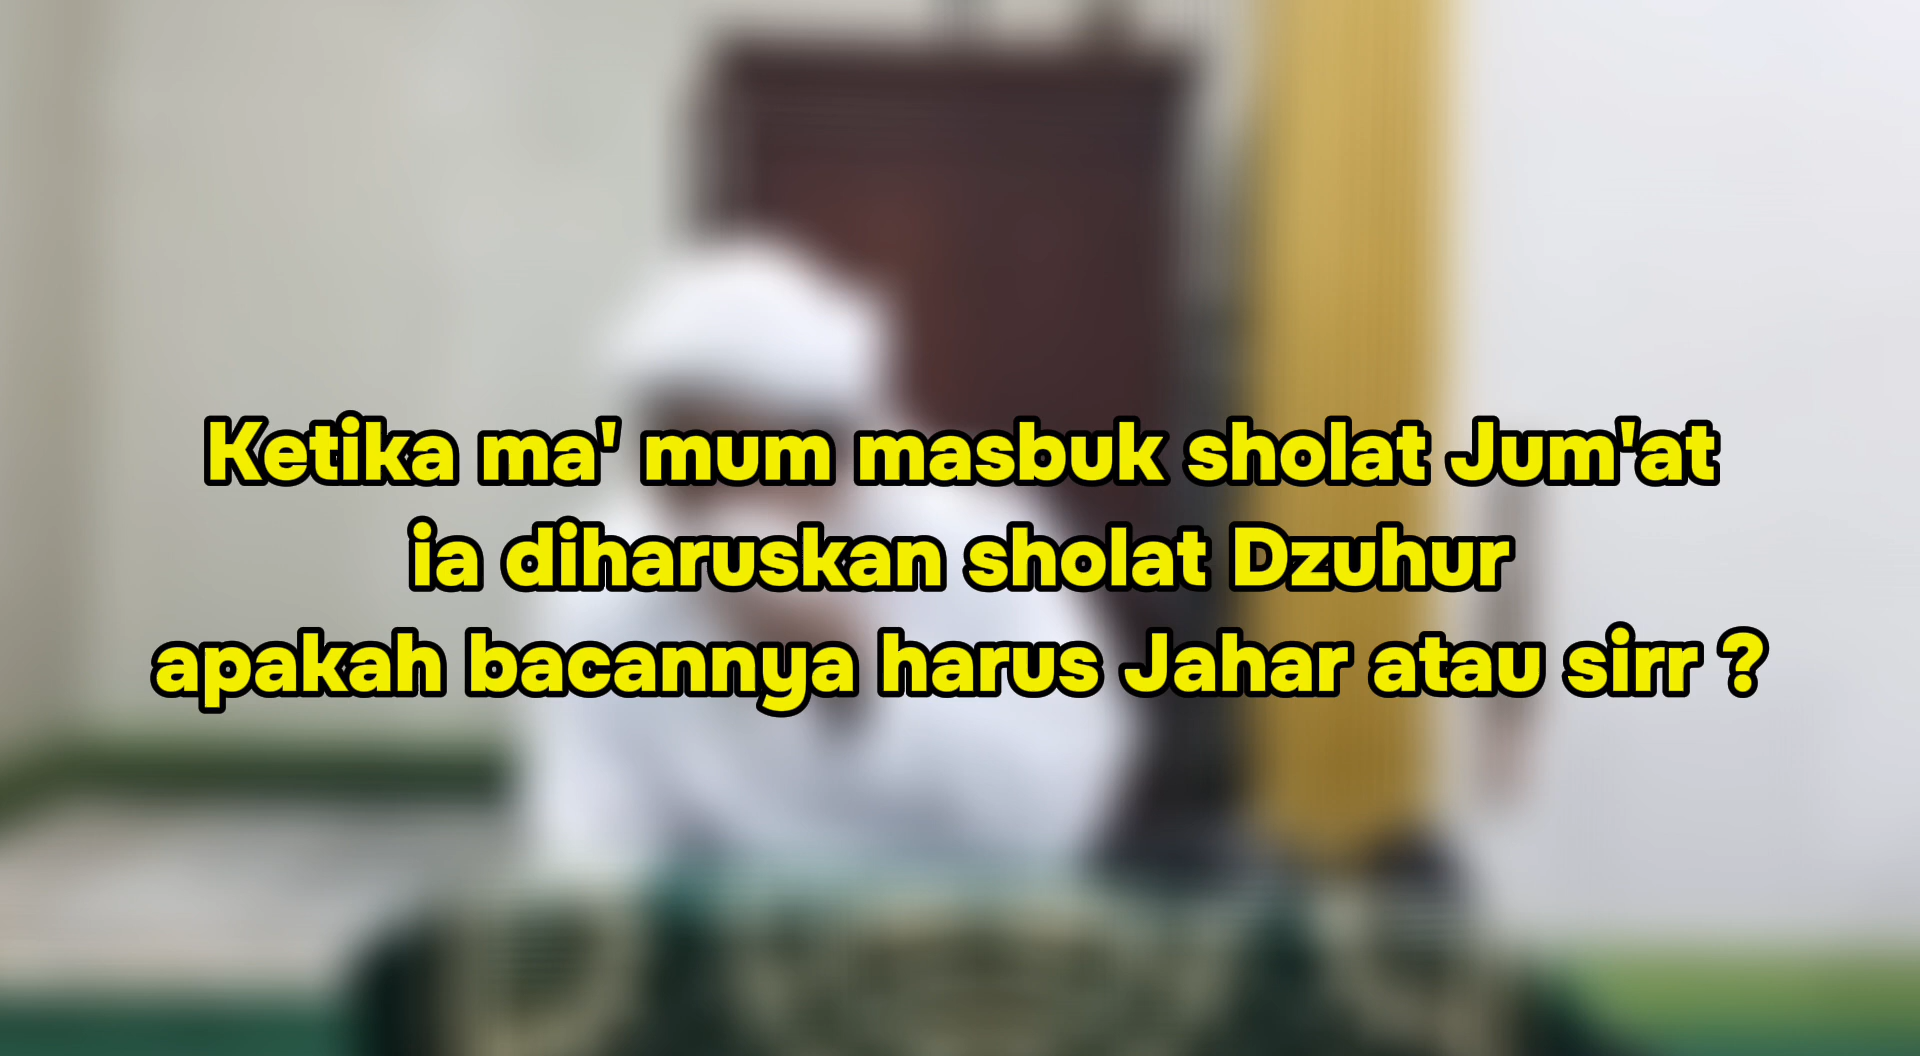 Ketika ma' mum masbuk sholat Jum'at
ia diharuskan sholat Dzuhur
apakah bacannya harus Jahar atau sirr ?